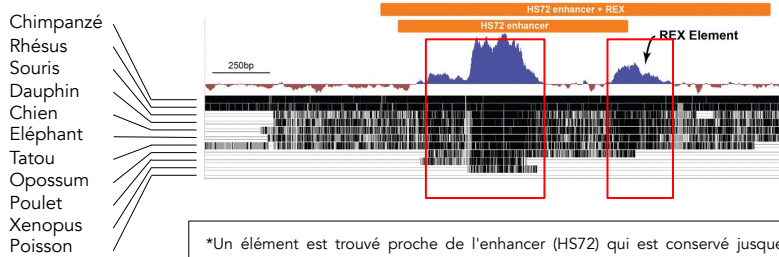 HS72 enhancer + REX
HS72 enhancer
REX Element
250bp
Chimpanzé
Rhésus
Souris
Dauphin
Chien
Eléphant
Tatou
Opossum
Poulet
Xenopus
Poisson
*Un élément est trouvé proche de l'enhancer (HS72) qui est conservé jusque